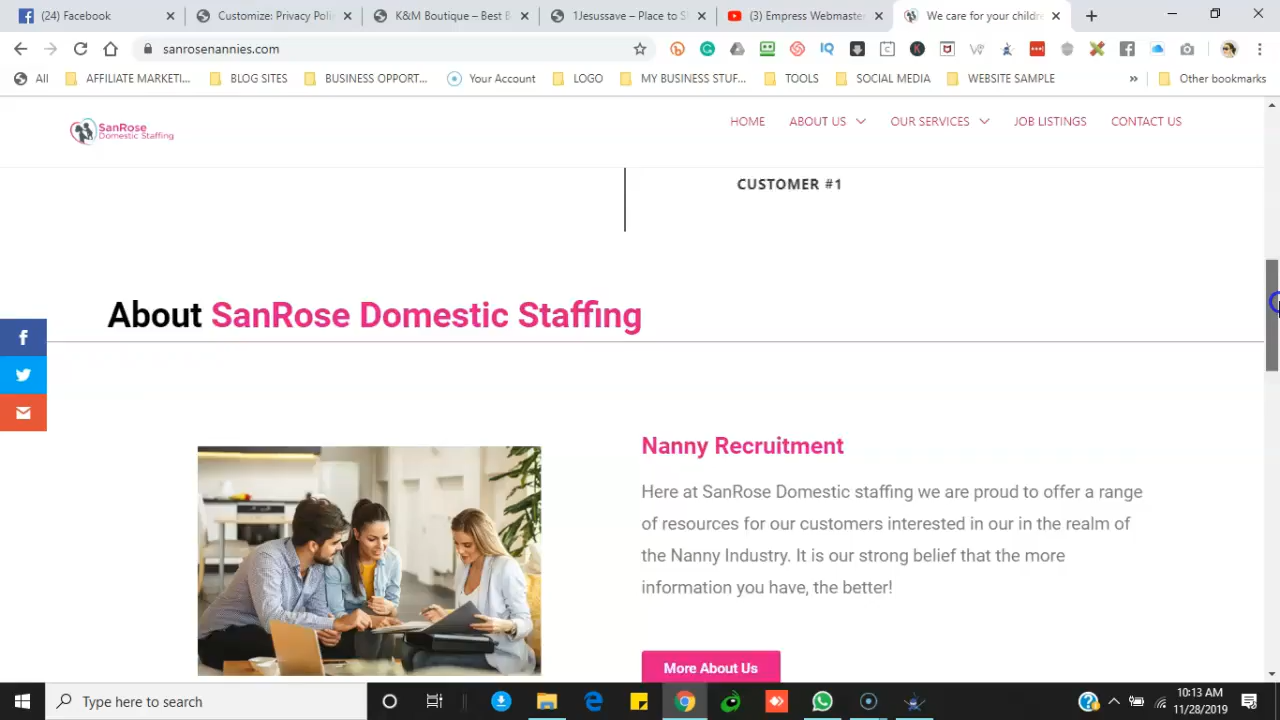 (24) Facebook
Customize: Privacy Poli
K&M Boutique – Best B
1Jesussave – Place to S
(3) Empress Webmaste
We care for your childre
sanrosenannies.com
All
AFFILIATE MARKETI...
BLOG SITES
BUSINESS OPPORT...
Your Account
LOGO
MY BUSINESS STUF...
TOOLS
SOCIAL MEDIA
WEBSITE SAMPLE
»
Other bookmarks
SanRose
Domestic Staffing
HOME
ABOUT US
OUR SERVICES
JOB LISTINGS
CONTACT US
CUSTOMER #1
About SanRose Domestic Staffing
Nanny Recruitment
Here at SanRose Domestic staffing we are proud to offer a range
of resources for our customers interested in our in the realm of
the Nanny Industry. It is our strong belief that the more
information you have, the better!
More About Us
Type here to search
10:13 AM
11/28/2019